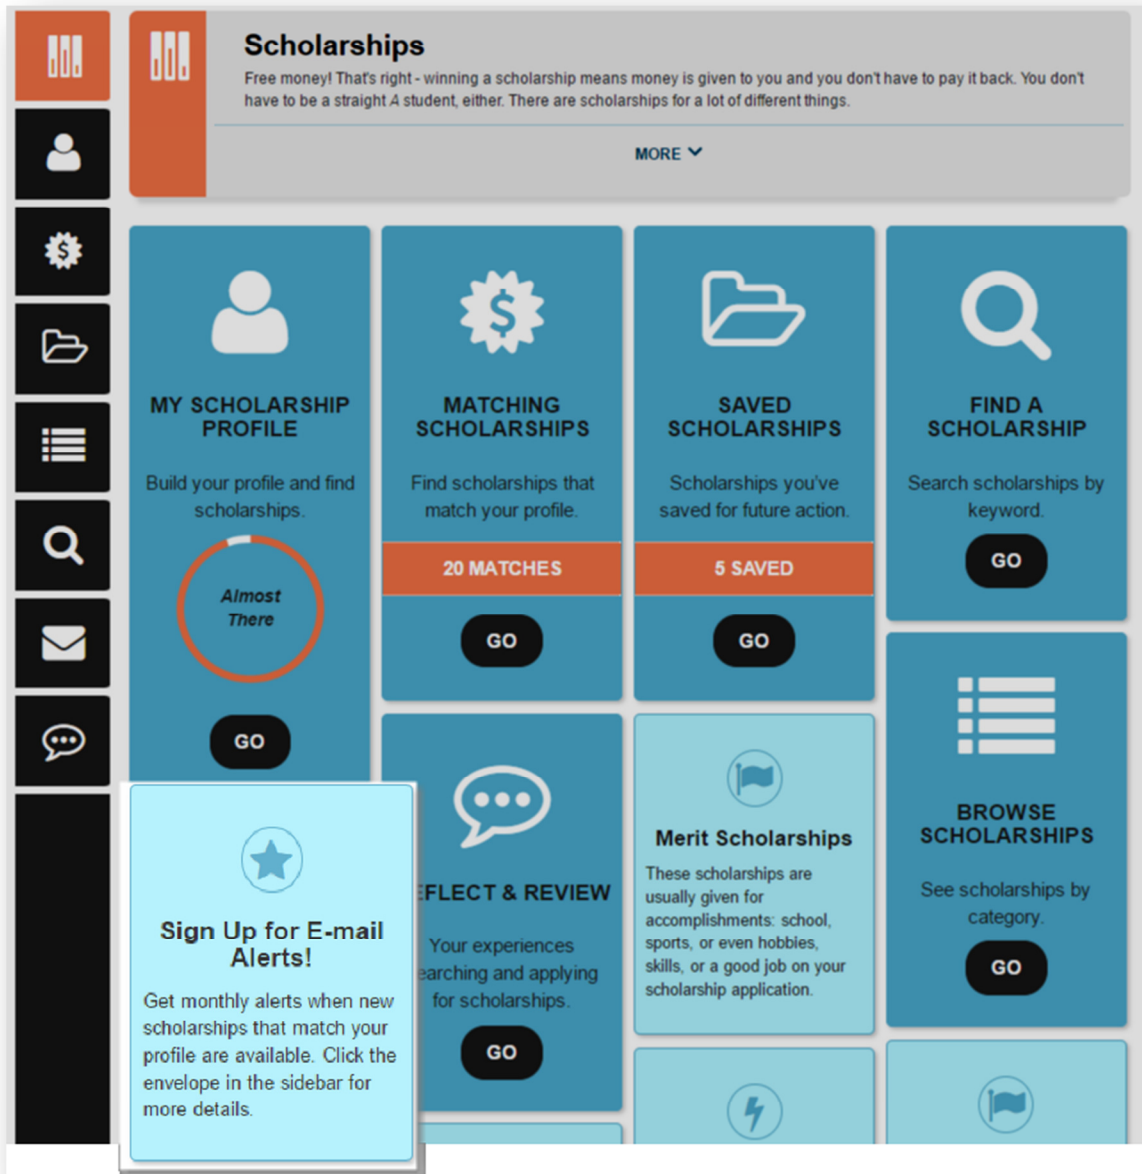 Scholarships
Free money! That's right - winning a scholarship means money is given to you and you don't have to pay it back. You don't
have to be a straight A student, either. There are scholarships for a lot of different things.
MORE
MY SCHOLARSHIP
PROFILE
Build your profile and find
scholarships.
Almost
There
GO
MATCHING
SCHOLARSHIPS
Find scholarships that
match your profile.
20 MATCHES
GO
SAVED
SCHOLARSHIPS
Scholarships you've
saved for future action.
5 SAVED
GO
FIND A
SCHOLARSHIP
Search scholarships by
keyword.
GO
Sign Up for E-mail
Alerts!
Get monthly alerts when new
scholarships that match your
profile are available. Click the
envelope in the sidebar for
more details.
EFLECT & REVIEW
Your experiences
earching and applying
for scholarships.
GO
Merit Scholarships
These scholarships are
usually given for
accomplishments: school,
sports, or even hobbies,
skills, or a good job on your
scholarship application.
BROWSE
SCHOLARSHIPS
See scholarships by
category.
GO